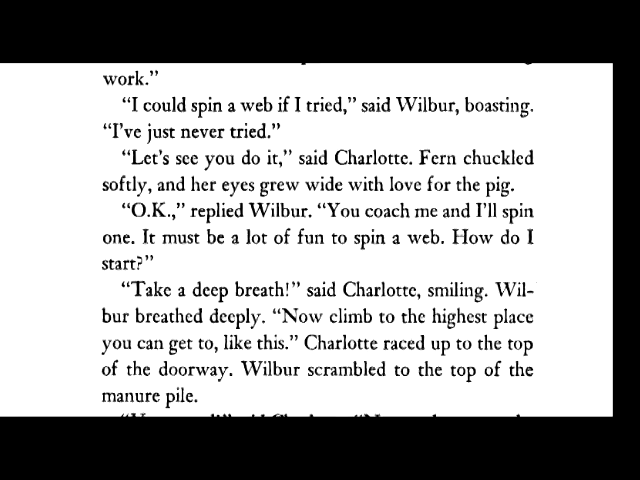 work.”
“I could spin a web if I tried,” said Wilbur, boasting.
“I’ve just never tried.”
“Let’s see you do it,” said Charlotte. Fern chuckled
softly, and her eyes grew wide with love for the pig.
“O.K.,” replied Wilbur. “You coach me and I’ll spin
one. It must be a lot of fun to spin a web. How do I
start?”
“Take a deep breath!” said Charlotte, smiling. Wil-
bur breathed deeply. “Now climb to the highest place
you can get to, like this.” Charlotte raced up to the top
of the doorway. Wilbur scrambled to the top of the
manure pile.